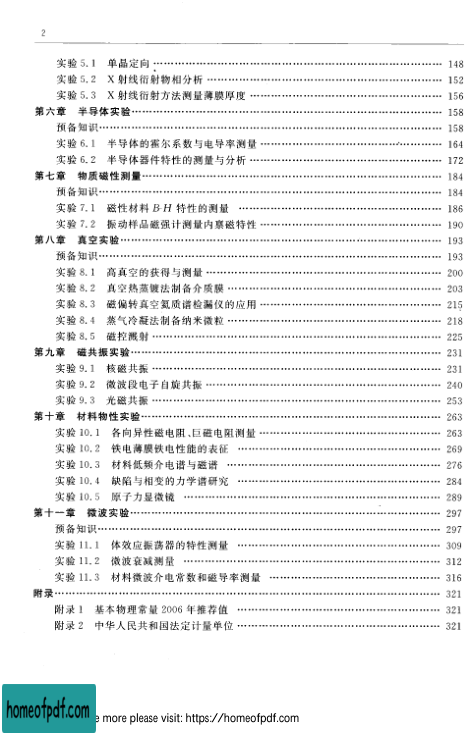 2
实验 5.1 单晶定向 …… 148
实验 5.2 X 射线衍射物相分析 …… 152
实验 5.3 X 射线衍射方法测量薄膜厚度 …… 156
第六章 半导体实验 …… 158
预备知识 …… 158
实验 6.1 半导体的霍尔系数与电导率测量 …… 164
实验 6.2 半导体器件特性的测量与分析 …… 172
第七章 物质磁性测量 …… 184
预备知识 …… 184
实验 7.1 磁性材料 B-H 特性的测量 …… 186
实验 7.2 振动样品磁强计测量内禀磁特性 …… 190
第八章 真空实验 …… 193
预备知识 …… 193
实验 8.1 高真空的获得与测量 …… 200
实验 8.2 真空热蒸镀法制备介质膜 …… 203
实验 8.3 磁偏转真空氦质谱检漏仪的应用 …… 215
实验 8.4 蒸气冷凝法制备纳米微粒 …… 218
实验 8.5 磁控溅射 …… 225
第九章 磁共振实验 …… 231
实验 9.1 核磁共振 …… 231
实验 9.2 微波段电子自旋共振 …… 240
实验 9.3 光磁共振 …… 253
第十章 材料物性实验 …… 263
实验 10.1 各向异性磁电阻、巨磁电阻测量 …… 263
实验 10.2 铁电薄膜铁电性能的表征 …… 269
实验 10.3 材料低频介电谱与磁谱 …… 276
实验 10.4 缺陷与相变的力学谱研究 …… 284
实验 10.5 原子力显微镜 …… 289
第十一章 微波实验 …… 297
预备知识 …… 297
实验 11.1 体效应振荡器的特性测量 …… 309
实验 11.2 微波衰减测量 …… 312
实验 11.3 材料微波介电常数和磁导率测量 …… 316
附录 …… 321
附录 1 基本物理常量 2006 年推荐值 …… 321
附录 2 中华人民共和国法定计量单位 …… 321
homeofpdf.com
e more please visit: https://homeofpdf.com